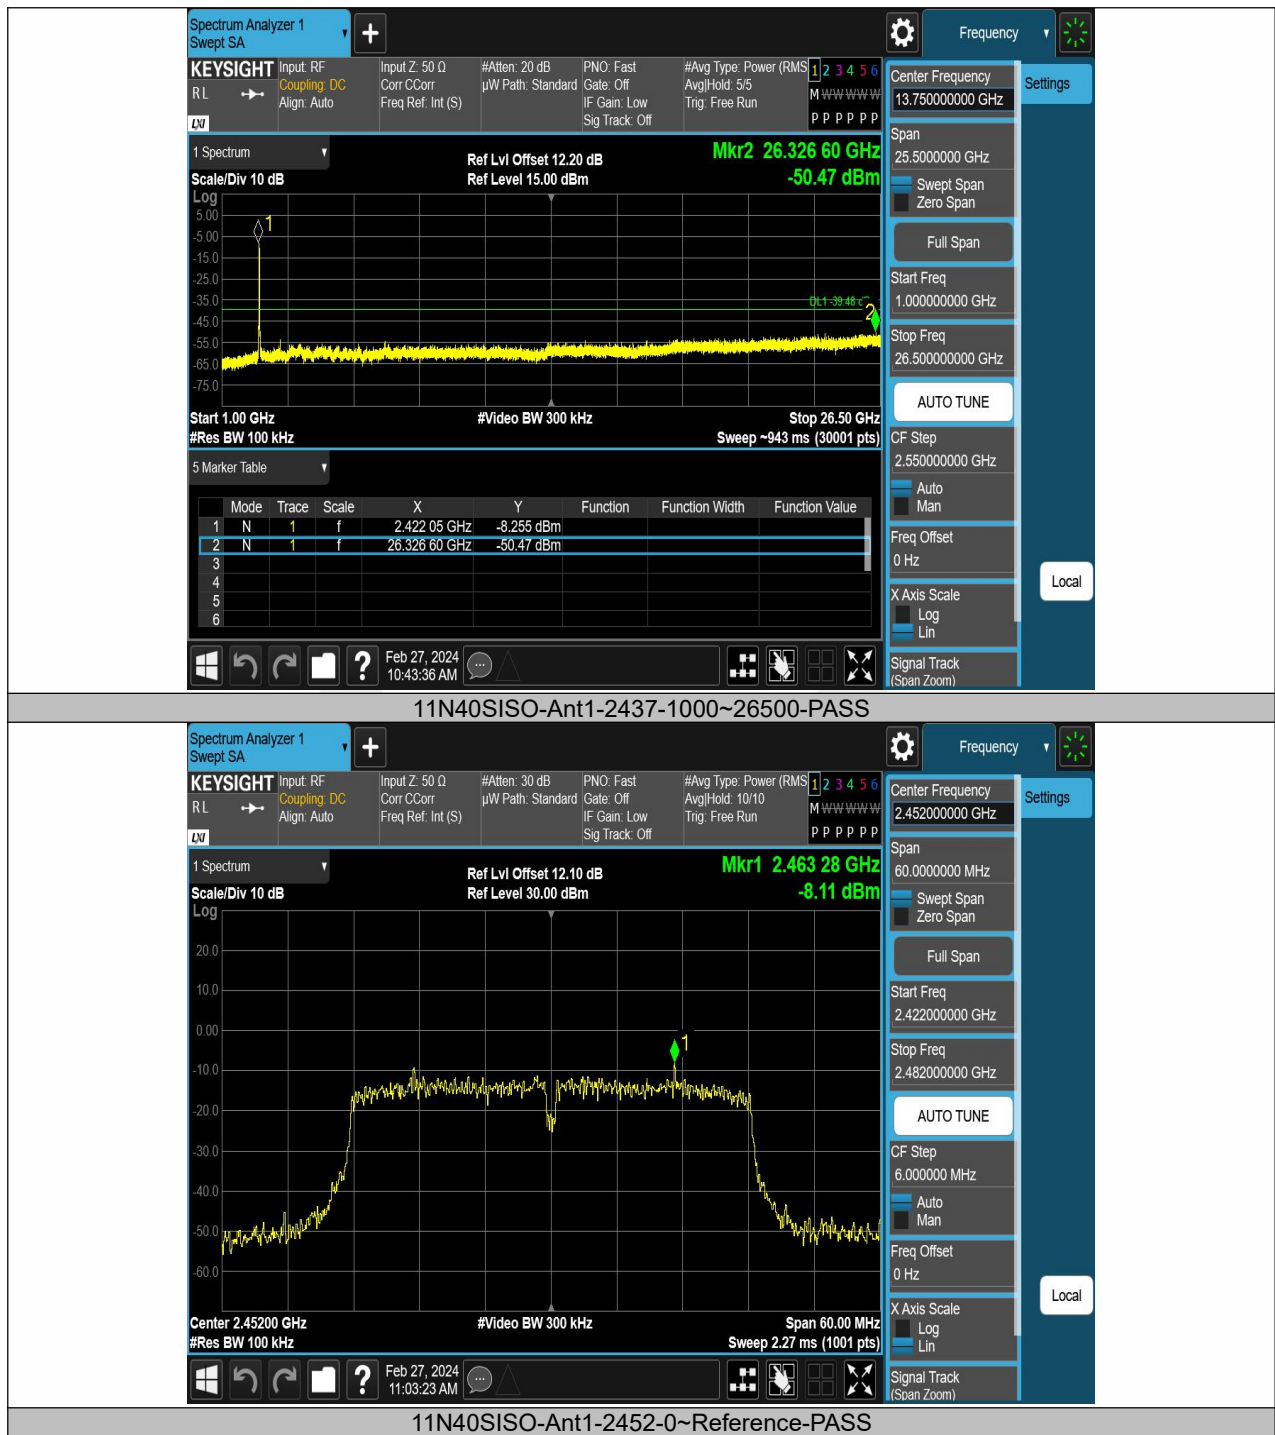 Spectrum Analyzer 1
Swept SA
Frequency
KEYSIGHT
R L
LXI
Input: RF
Coupling: DC
Align: Auto
Input Z: 50 Ω
Corr CCorr
Freq Ref: Int (S)
#Atten: 20 dB
µW Path: Standard
PNO: Fast
Gate: Off
IF Gain: Low
Sig Track: Off
#Avg Type: Power (RMS
Avg|Hold: 5/5
Trig: Free Run
1 2 3 4 5 6
M W W W W W
P P P P P P
1 Spectrum
Scale/Div 10 dB
Ref Lvl Offset 12.20 dB
Ref Level 15.00 dBm
Mkr2 26.326 60 GHz
-50.47 dBm
Log
5.00
-5.00
-15.0
-25.0
-35.0
-45.0
-55.0
-65.0
-75.0
1
DL1 -39.48
2
Start 1.00 GHz
#Video BW 300 kHz
Stop 26.50 GHz
#Res BW 100 kHz
Sweep ~943 ms (30001 pts)
5 Marker Table
Mode Trace Scale X Y Function Function Width Function Value
1 N 1 f 2.422 05 GHz -8.255 dBm
2 N 1 f 26.326 60 GHz -50.47 dBm
3
4
5
6
?
Feb 27, 2024
10:43:36 AM
Center Frequency
13.750000000 GHz
Settings
Span
25.5000000 GHz
Swept Span
Zero Span
Full Span
Start Freq
1.000000000 GHz
Stop Freq
26.500000000 GHz
AUTO TUNE
CF Step
2.550000000 GHz
Auto
Man
Freq Offset
0 Hz
X Axis Scale
Log
Lin
Signal Track
(Span Zoom)
Local
11N40SISO-Ant1-2437-1000~26500-PASS
Spectrum Analyzer 1
Swept SA
Frequency
KEYSIGHT
R L
LXI
Input: RF
Coupling: DC
Align: Auto
Input Z: 50 Ω
Corr CCorr
Freq Ref: Int (S)
#Atten: 30 dB
µW Path: Standard
PNO: Fast
Gate: Off
IF Gain: Low
Sig Track: Off
#Avg Type: Power (RMS
Avg|Hold: 10/10
Trig: Free Run
1 2 3 4 5 6
M W W W W W
P P P P P P
1 Spectrum
Scale/Div 10 dB
Ref Lvl Offset 12.10 dB
Ref Level 30.00 dBm
Mkr1 2.463 28 GHz
-8.11 dBm
Log
20.0
10.0
0.00
-10.0
-20.0
-30.0
-40.0
-50.0
-60.0
1
Center 2.45200 GHz
#Video BW 300 kHz
Span 60.00 MHz
#Res BW 100 kHz
Sweep 2.27 ms (1001 pts)
?
Feb 27, 2024
11:03:23 AM
Center Frequency
2.452000000 GHz
Settings
Span
60.0000000 MHz
Swept Span
Zero Span
Full Span
Start Freq
2.422000000 GHz
Stop Freq
2.482000000 GHz
AUTO TUNE
CF Step
6.000000 MHz
Auto
Man
Freq Offset
0 Hz
X Axis Scale
Log
Lin
Signal Track
(Span Zoom)
Local
11N40SISO-Ant1-2452-0~Reference-PASS